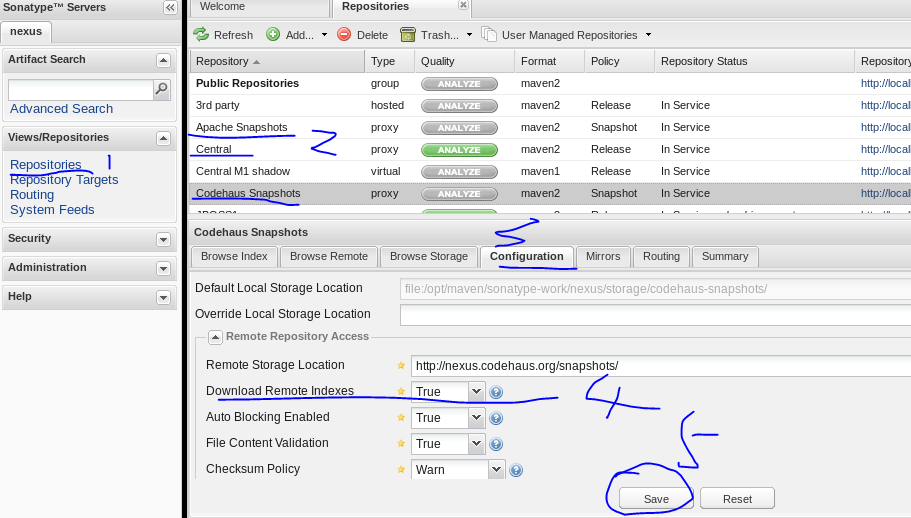 Sonatype™ Servers
nexus
Artifact Search
Advanced Search
Views/Repositories
Repositories 1
Repository Targets
Routing
System Feeds
Security
Administration
Help
Welcome
Repositories
Refresh Add... Delete Trash... User Managed Repositories
Repository Type Quality Format Policy Repository Status Repository
Public Repositories group ANALYZE maven2 http://local
3rd party hosted ANALYZE maven2 Release In Service http://local
Apache Snapshots proxy ANALYZE maven2 Snapshot In Service http://local
2
Central proxy ANALYZE maven2 Release In Service http://local
Central M1 shadow virtual ANALYZE maven1 Release In Service http://local
Codehaus Snapshots proxy ANALYZE maven2 Snapshot In Service http://local
Codehaus Snapshots
Browse Index Browse Remote Browse Storage Configuration Mirrors Routing Summary
Default Local Storage Location file:/opt/maven/sonatype-work/nexus/storage/codehaus-snapshots/
Override Local Storage Location
Remote Repository Access
Remote Storage Location http://nexus.codehaus.org/snapshots/
Download Remote Indexes True 4
Auto Blocking Enabled True
File Content Validation True
5
Checksum Policy Warn
Save Reset